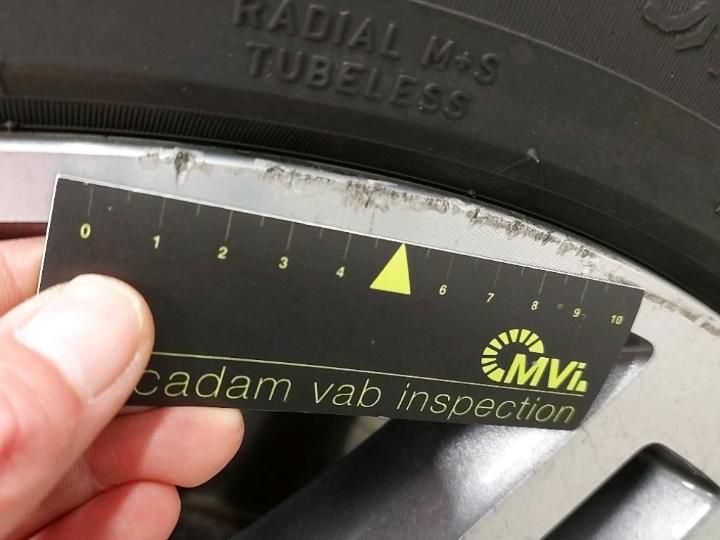 RADIAL M+S
TUBELESS
0 1 2 3 4 6 7 8 9 10
MVi
cadam vab inspection